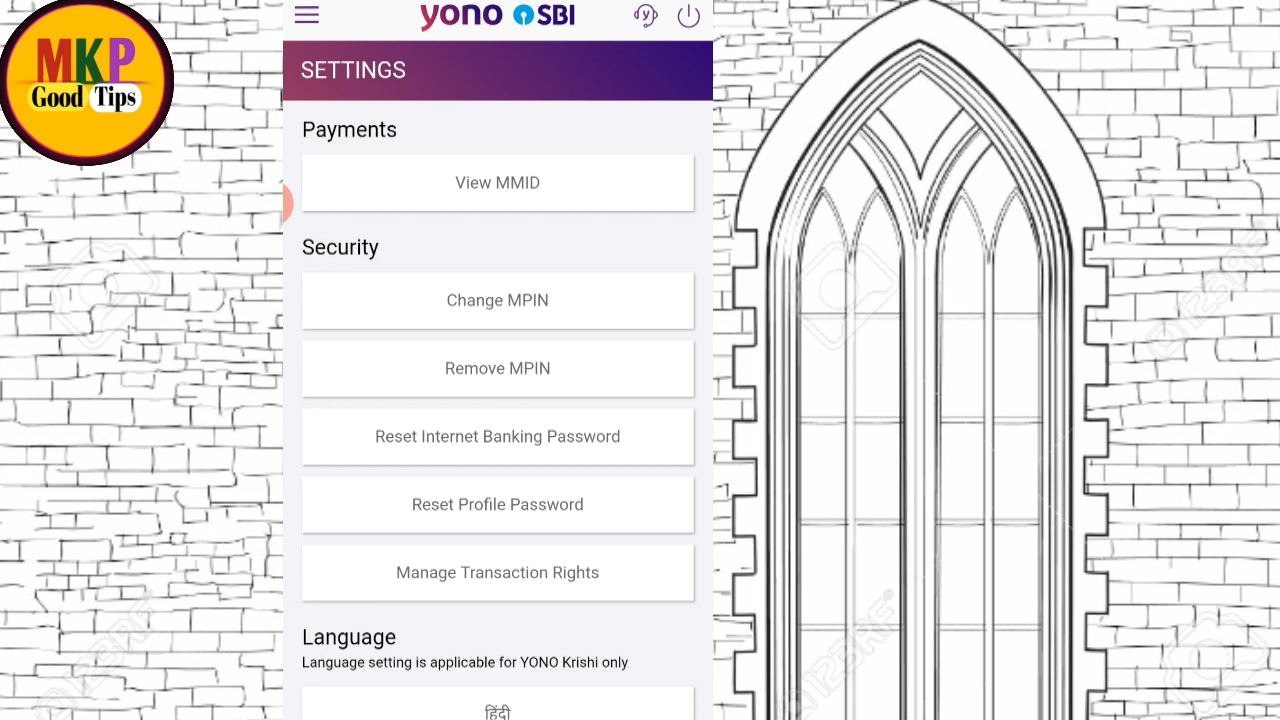 MKP
Good Tips
yono SBI
SETTINGS
Payments
View MMID
Security
Change MPIN
Remove MPIN
Reset Internet Banking Password
Reset Profile Password
Manage Transaction Rights
Language
Language setting is applicable for YONO Krishi only